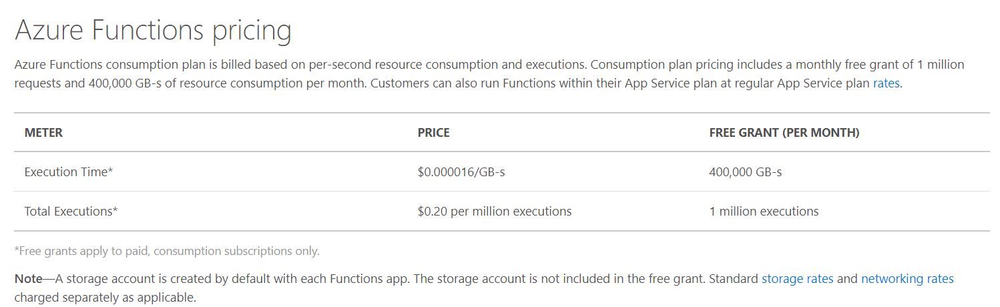 Azure Functions pricing
Azure Functions consumption plan is billed based on per-second resource consumption and executions. Consumption plan pricing includes a monthly free grant of 1 million
requests and 400,000 GB-s of resource consumption per month. Customers can also run Functions within their App Service plan at regular App Service plan rates.
METER PRICE FREE GRANT (PER MONTH)
Execution Time* $0.000016/GB-s 400,000 GB-s
Total Executions* $0.20 per million executions 1 million executions
*Free grants apply to paid, consumption subscriptions only.
Note—A storage account is created by default with each Functions app. The storage account is not included in the free grant. Standard storage rates and networking rates
charged separately as applicable.